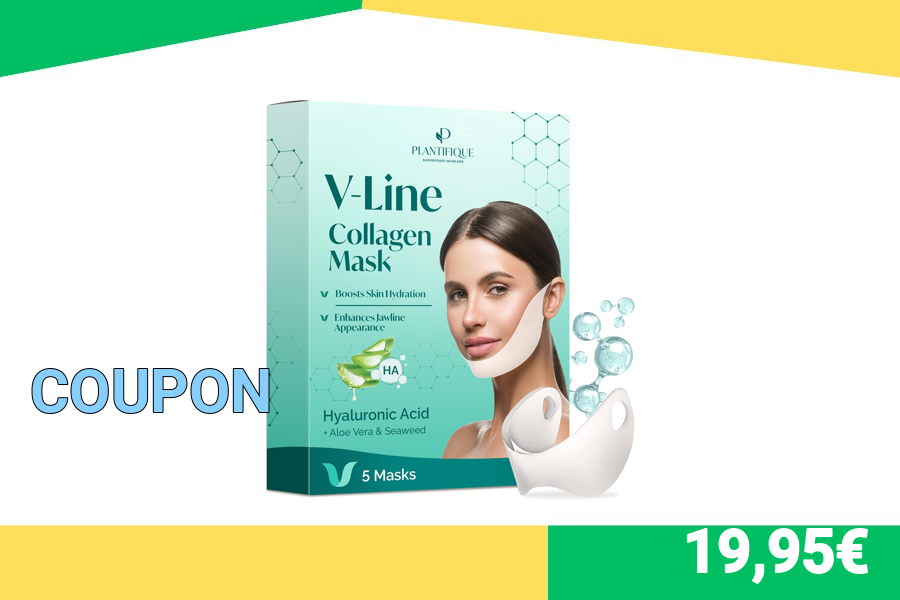 PLANTIFIQUE
SUPERFOOD SKINCARE
V-Line
Collagen
Mask
Boosts Skin Hydration
Enhances Jawline
Appearance
HA
COUPON
Hyaluronic Acid
+ Aloe Vera & Seaweed
5 Masks
19,95€